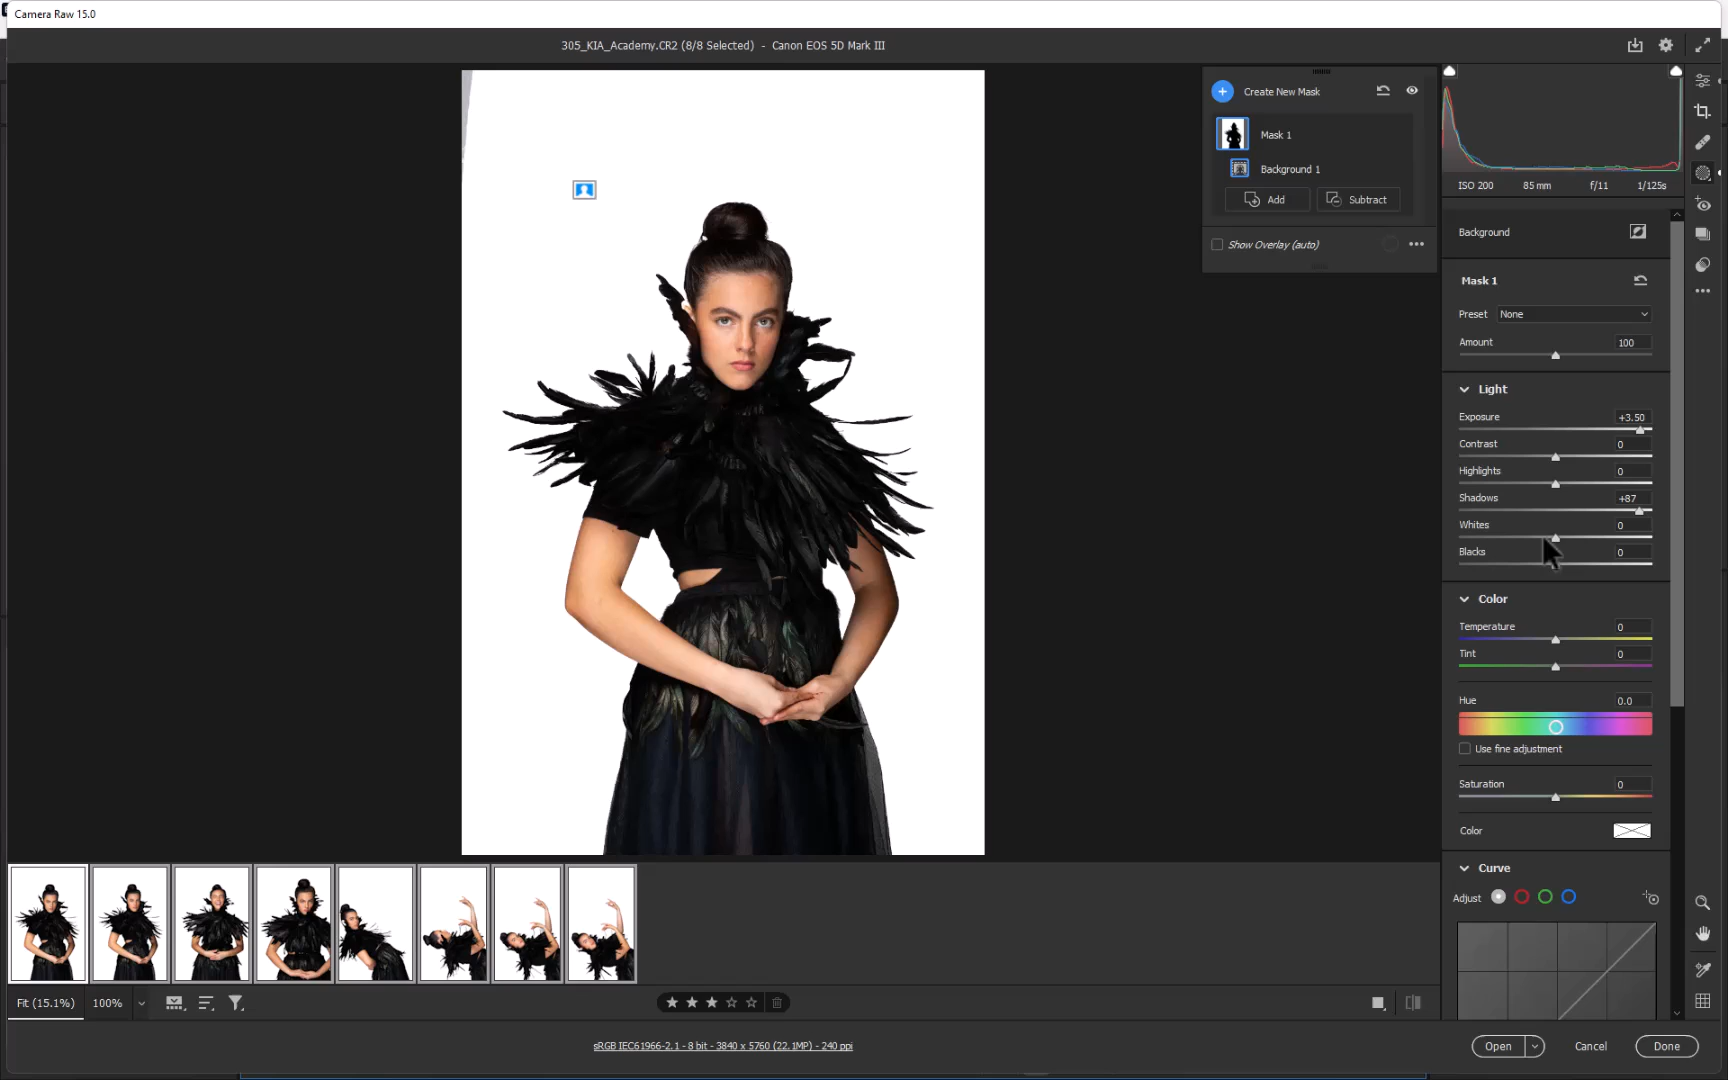 Camera Raw 15.0
305_KIA_Academy.CR2 (8/8 Selected) - Canon EOS 5D Mark III
Create New Mask
Mask 1
Background 1
Add
Subtract
Show Overlay (auto)
ISO 200 85 mm f/11 1/125s
Background
Mask 1
Preset None
Amount 100
Light
Exposure +3.50
Contrast 0
Highlights 0
Shadows +87
Whites 0
Blacks 0
Color
Temperature 0
Tint 0
Hue 0.0
Use fine adjustment
Saturation 0
Color
Curve
Adjust
Fit (15.1%) 100%
sRGB IEC61966-2.1 - 8 bit - 3840 x 5760 (22.1MP) - 240 ppi
Open
Cancel
Done